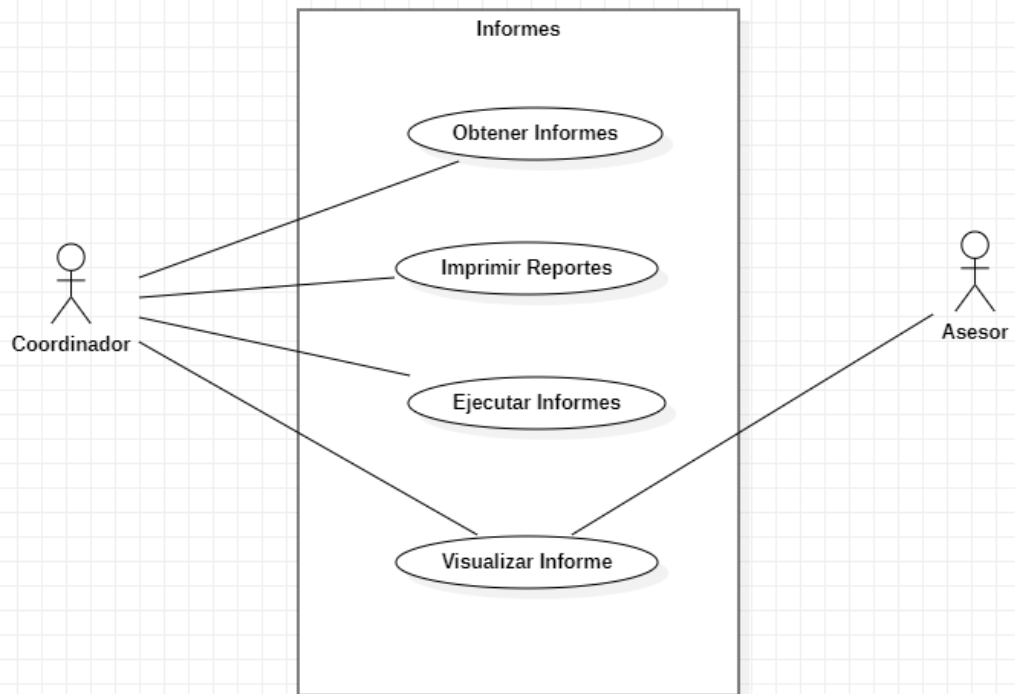 Informes
Obtener Informes
Imprimir Reportes
Coordinador
Asesor
Ejecutar Informes
Visualizar Informe